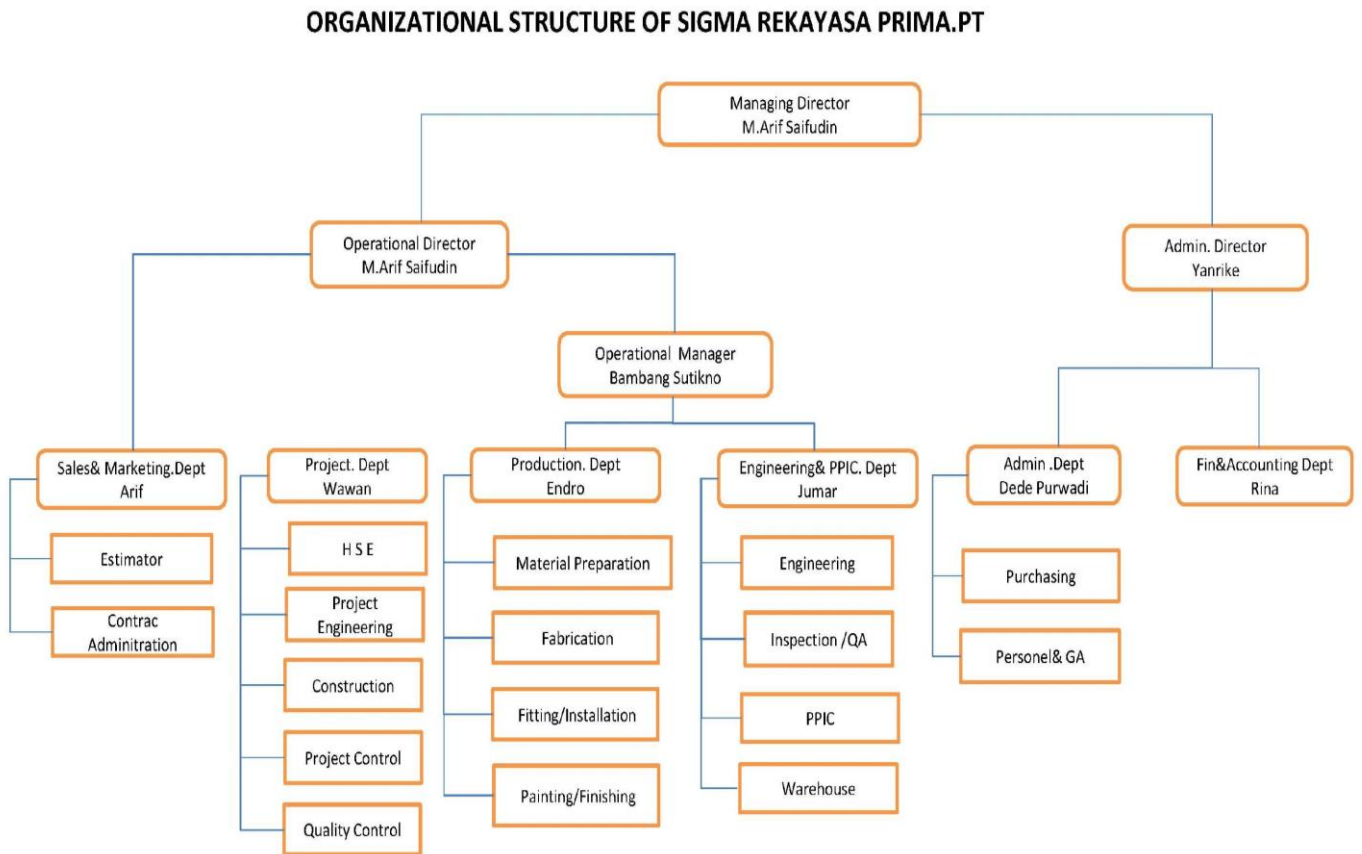 ORGANIZATIONAL STRUCTURE OF SIGMA REKAYASA PRIMA.PT
Managing Director
M.Arif Saifudin
Operational Director
M.Arif Saifudin
Admin. Director
Yanrike
Operational Manager
Bambang Sutikno
Sales& Marketing.Dept
Arif
Estimator
Contrac
Adminitration
Project. Dept
Wawan
H S E
Project
Engineering
Construction
Project Control
Quality Control
Production. Dept
Endro
Material Preparation
Fabrication
Fitting/Installation
Painting/Finishing
Engineering& PPIC. Dept
Jumar
Engineering
Inspection /QA
PPIC
Warehouse
Admin .Dept
Dede Purwadi
Purchasing
Personel& GA
Fin&Accounting Dept
Rina